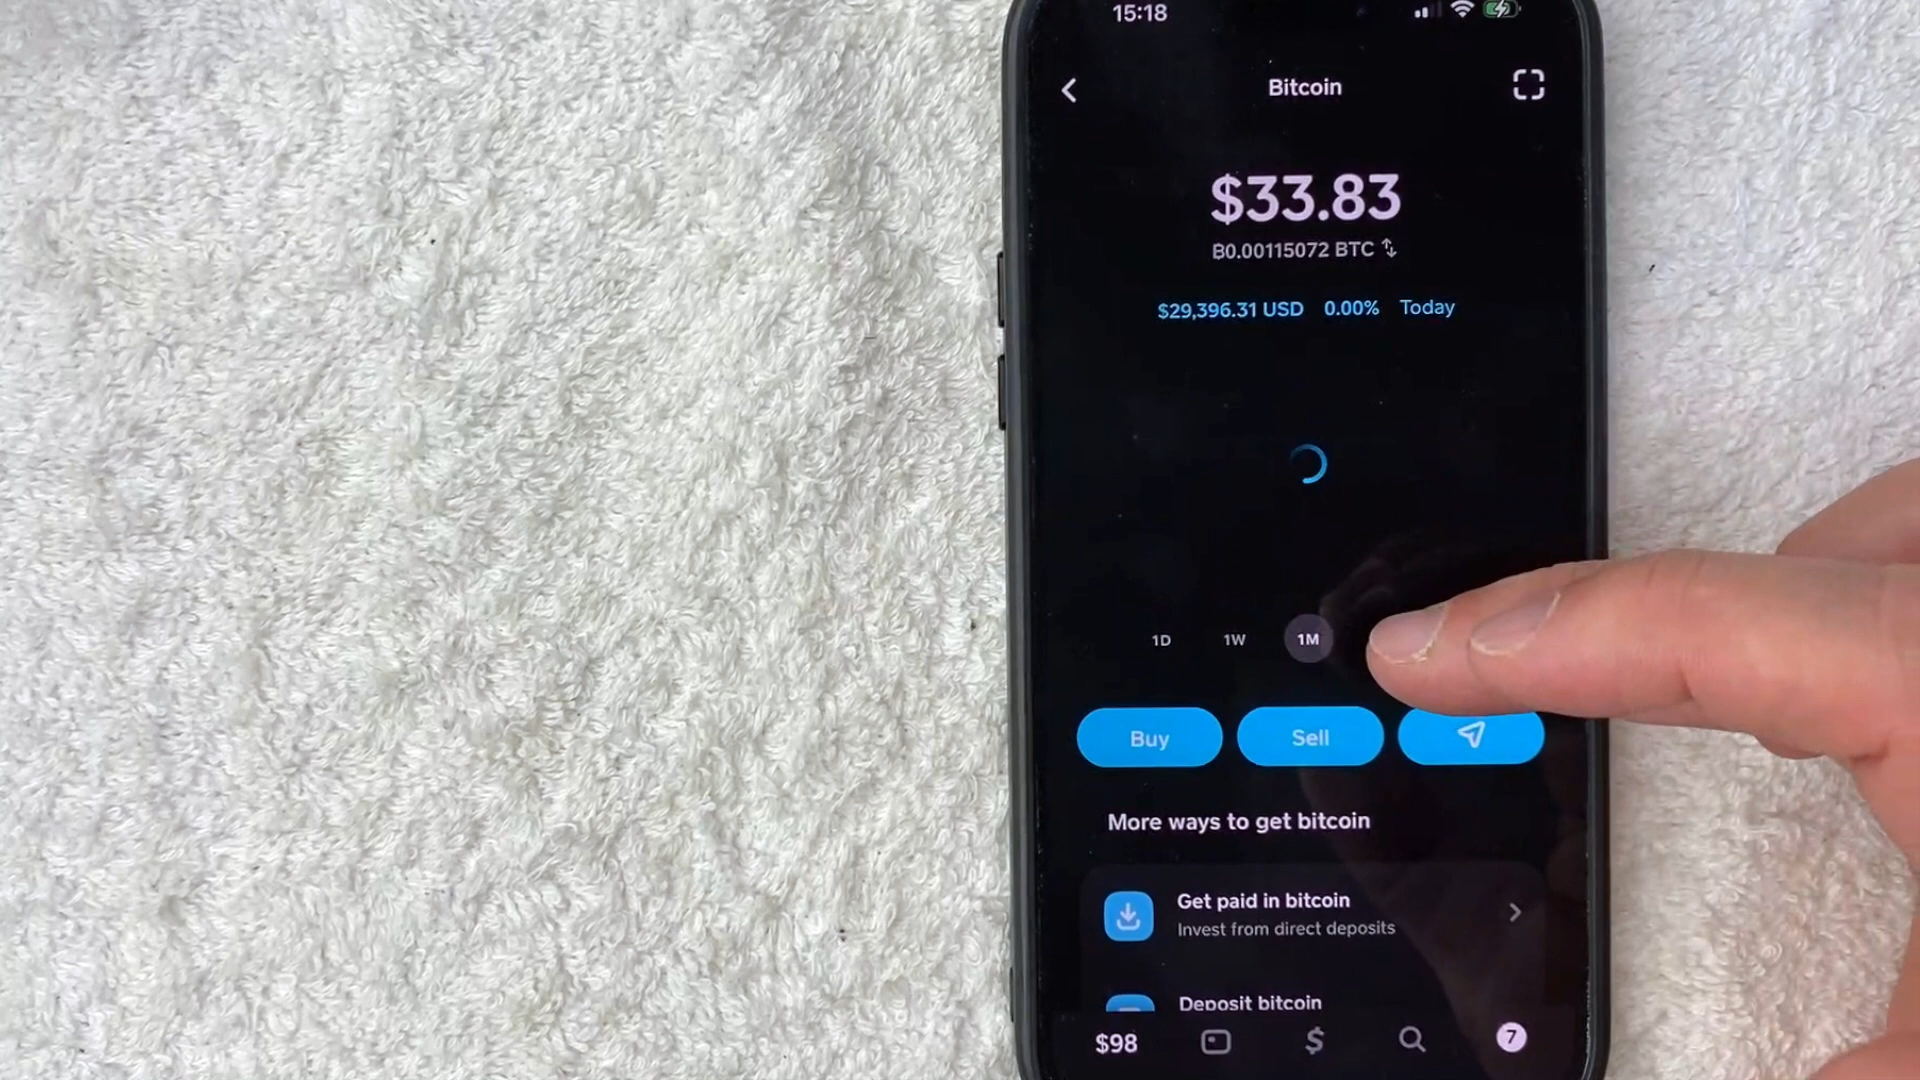 15:18
Bitcoin
$33.83
₿0.00115072 BTC
$29,396.31 USD 0.00% Today
1D 1W 1M
Buy Sell
More ways to get bitcoin
Get paid in bitcoin
Invest from direct deposits
Deposit bitcoin
$98 $ 7